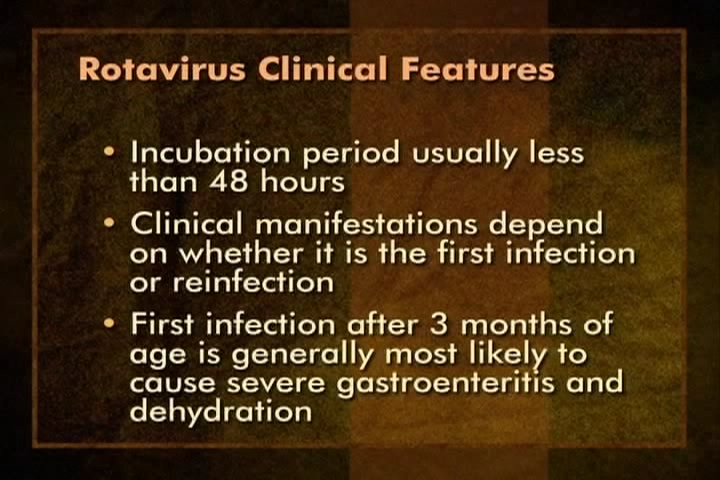 Rotavirus Clinical Features
• Incubation period usually less
than 48 hours
• Clinical manifestations depend
on whether it is the first infection
or reinfection
• First infection after 3 months of
age is generally most likely to
cause severe gastroenteritis and
dehydration